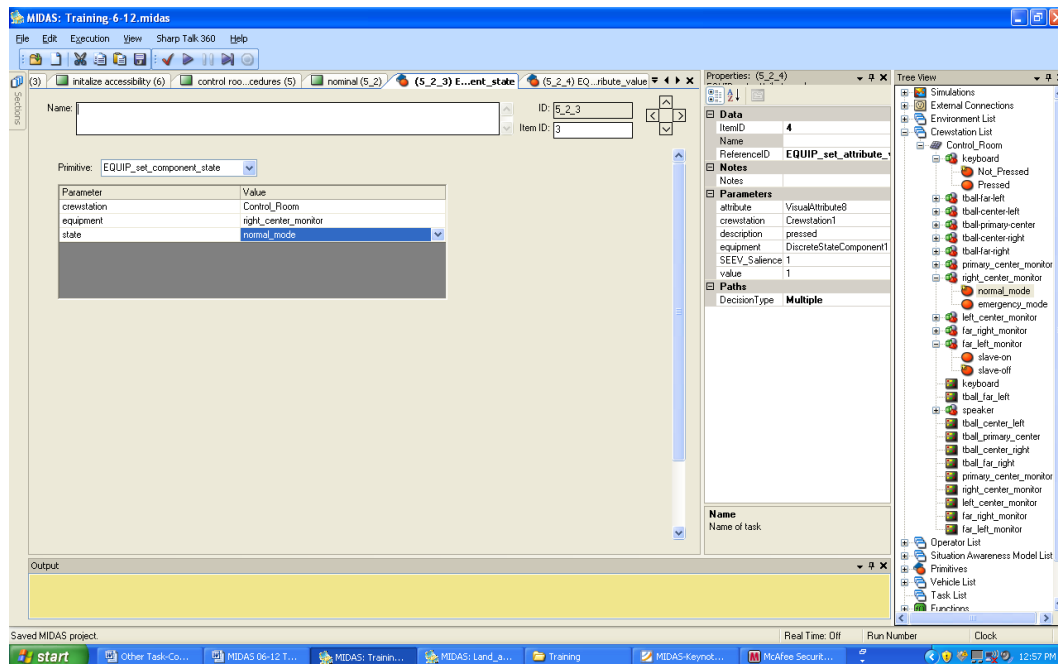 MIDAS: Training-6-12.midas
File Edit Execution View Sharp Talk 360 Help
(3) initalize accessibility (6) control roo...cedures (5) nominal (5_2) (5_2_3) E...ent_state (5_2_4) EQ...ribute_value
Sections
Name:
ID: 5_2_3
Item ID: 3
Primitive: EQUIP_set_component_state
Parameter Value
crewstation Control_Room
equipment right_center_monitor
state normal_mode
Properties: (5_2_4)
Data
ItemID 4
Name
ReferenceID EQUIP_set_attribute_
Notes
Notes
Parameters
attribute VisualAttribute8
crewstation Crewstation1
description pressed
equipment DiscreteStateComponent1
SEEV_Salience 1
value 1
Paths
DecisionType Multiple
Name
Name of task
Tree View
Simulations
External Connections
Environment List
Crewstation List
Control_Room
keyboard
Not_Pressed
Pressed
tball-far-left
tball-center-left
tball-primary-center
tball-center-right
tball-far-right
primary_center_monitor
right_center_monitor
normal_mode
emergency_mode
left_center_monitor
far_right_monitor
far_left_monitor
slave-on
slave-off
keyboard
tball_far_left
speaker
tball_center_left
tball_primary_center
tball_center_right
tball_far_right
primary_center_monitor
right_center_monitor
left_center_monitor
far_right_monitor
far_left_monitor
Operator List
Situation Awareness Model List
Primitives
Vehicle List
Task List
Functions
Output
Saved MIDAS project.
Real Time: Off Run Number Clock
start Other Task-Co... MIDAS 06-12 T... MIDAS: Trainin... MIDAS: Land_a... Training MIDAS-Keynot... McAfee Securit... 12:57 PM